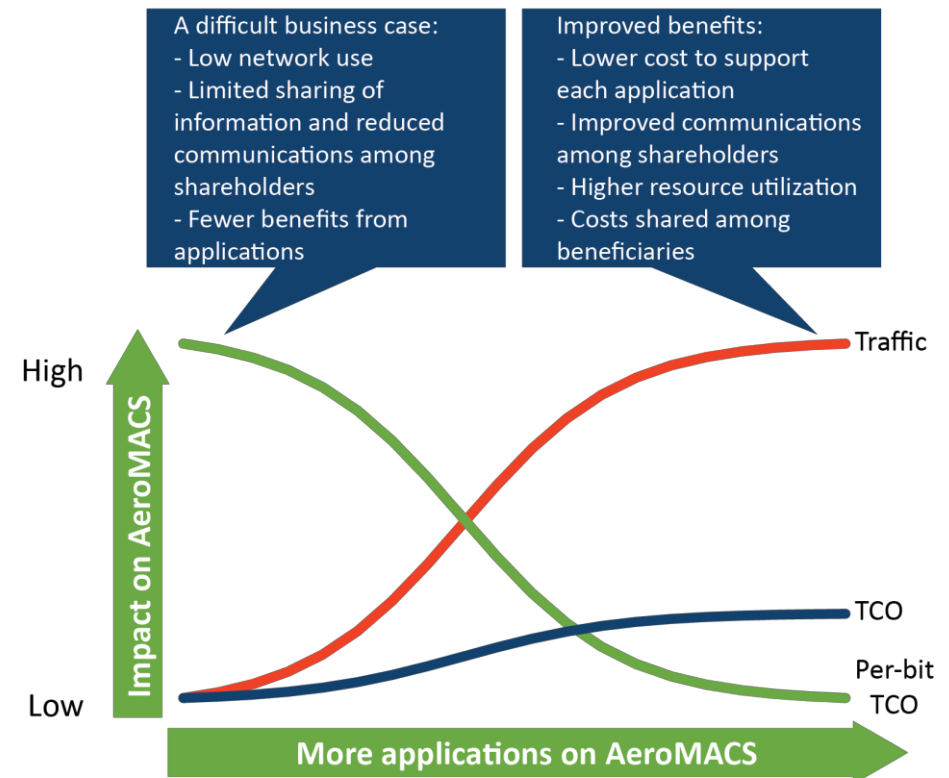 A difficult business case:
- Low network use
- Limited sharing of
information and reduced
communications among
shareholders
- Fewer benefits from
applications
Improved benefits:
- Lower cost to support
each application
- Improved communications
among shareholders
- Higher resource utilization
- Costs shared among
beneficiaries
High
Low
Impact on AeroMACS
Traffic
TCO
Per-bit
TCO
More applications on AeroMACS